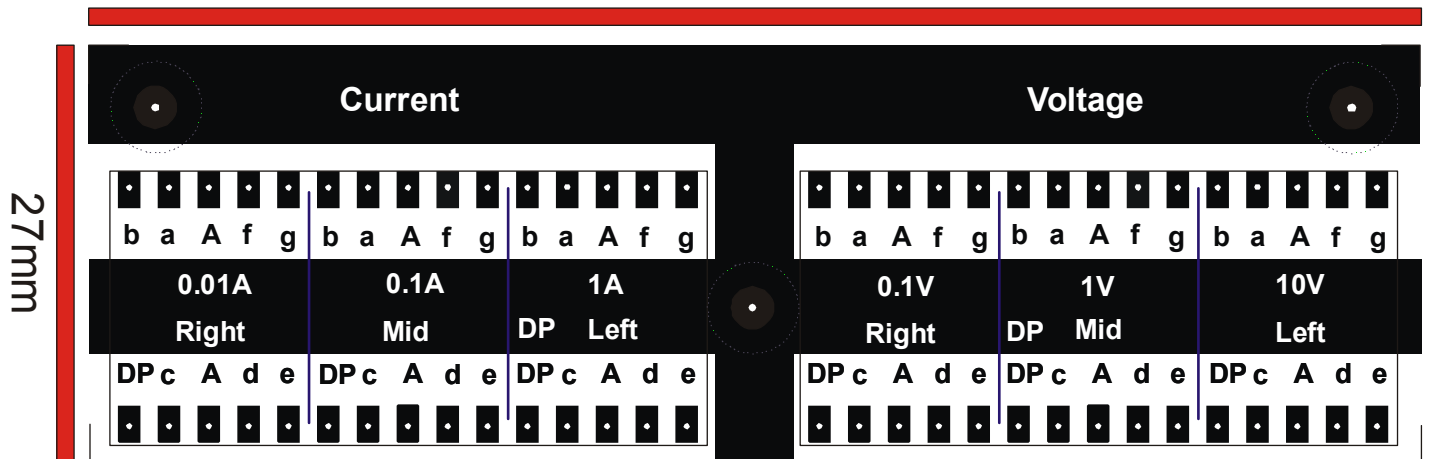 Current Voltage
27mm
b a A f g b a A f g b a A f g b a A f g b a A f g b a A f g
0.01A 0.1A 1A 0.1V 1V 10V
Right Mid DP Left Right DP Mid Left
DP c A d e DP c A d e DP c A d e DP c A d e DP c A d e DP c A d e